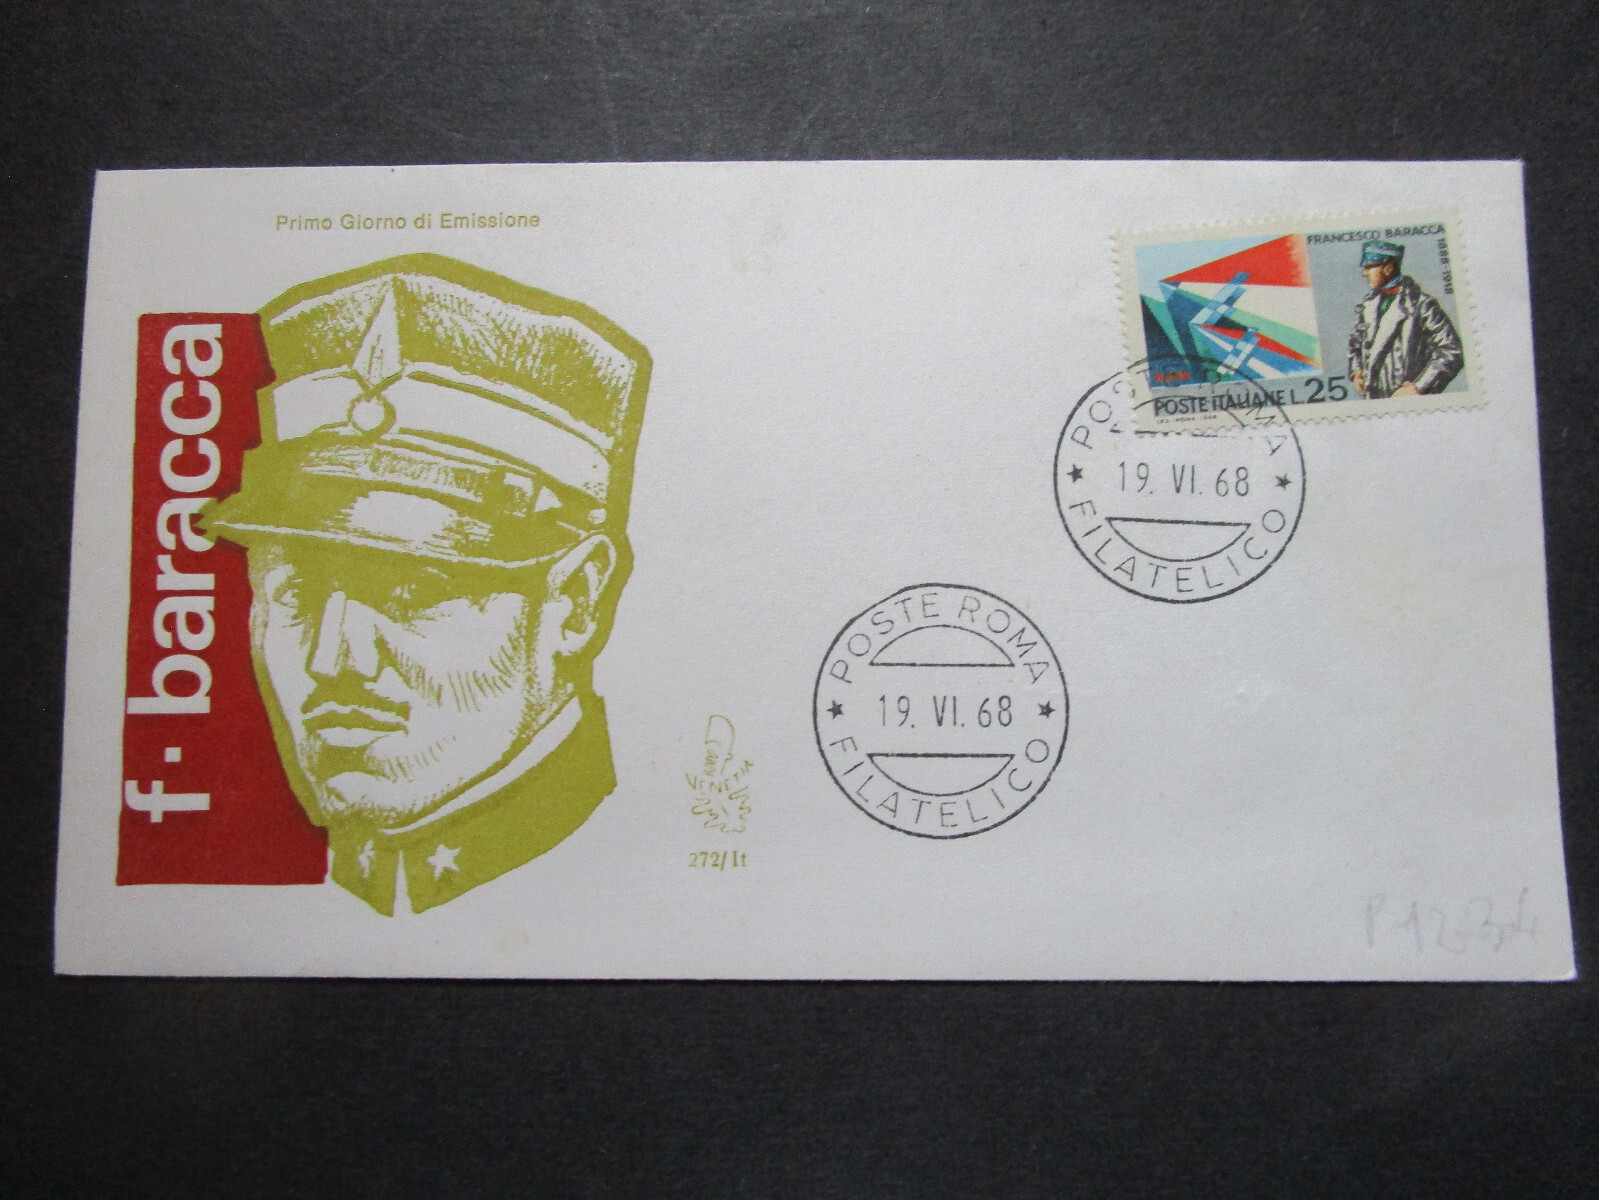 Primo Giorno di Emissione
f. baracca
FRANCESCO BARACCA
1888-1918
POSTE ITALIANE L. 25
POSTE ROMA
19. VI. 68
FILATELICO
POSTE ROMA
19. VI. 68
FILATELICO
VENETIA
272/It